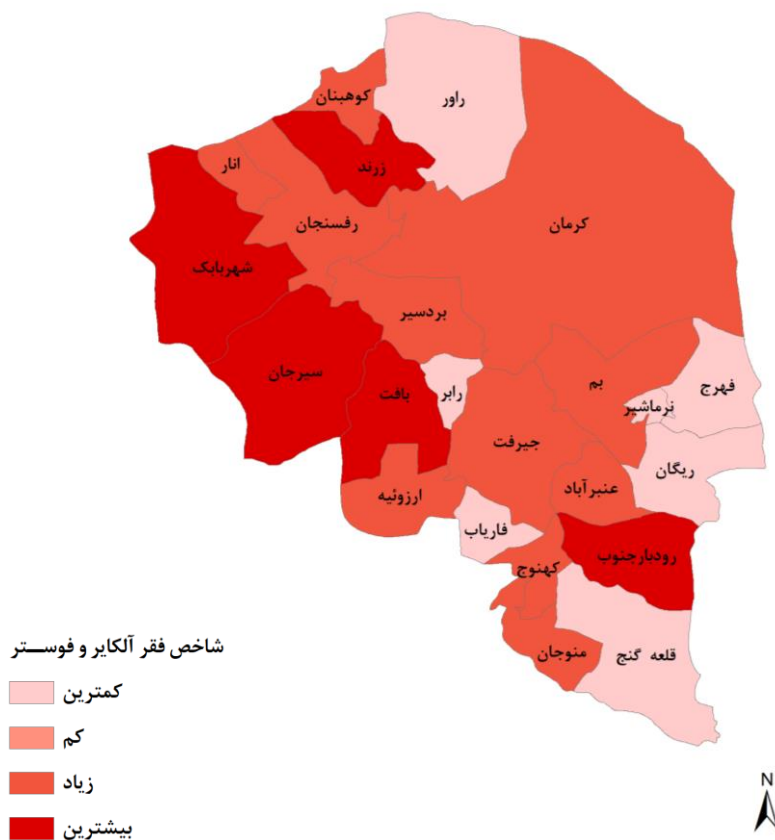 کوهبنان
راور
زرند
انار
رفسنجان
کرمان
شهربابک
بردسیر
سیرجان
بافت
رابر
بم
فهرج
نرماشیر
جیرفت
ریگان
عنبرآباد
ارزوئیه
فاریاب
رودبارجنوب
کهنوج
منوجان
قلعه گنج
شاخص فقر آلکایر و فوستر
کمترین
کم
زیاد
بیشترین
N